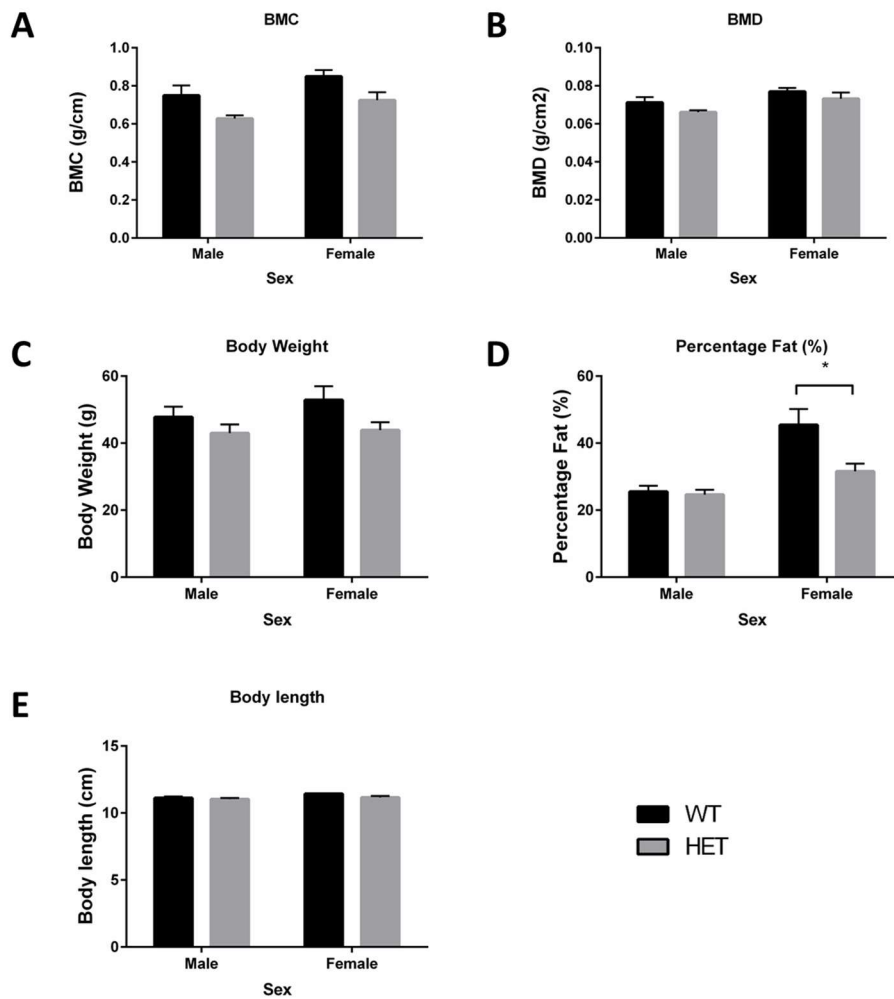 A
BMC
BMC (g/cm)
1.0
0.8
0.6
0.4
0.2
0.0
Male
Female
Sex
B
BMD
BMD (g/cm2)
0.10
0.08
0.06
0.04
0.02
0.00
Male
Female
Sex
C
Body Weight
Body Weight (g)
60
40
20
0
Male
Female
Sex
D
Percentage Fat (%)
Percentage Fat (%)
60
40
20
0
*
Male
Female
Sex
E
Body length
Body length (cm)
15
10
5
0
Male
Female
Sex
WT
HET